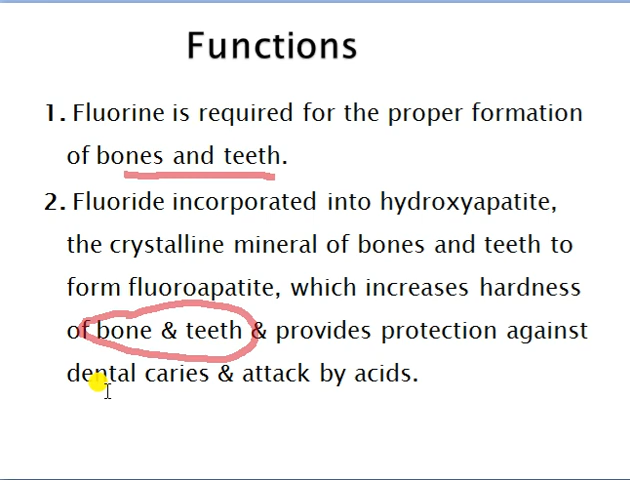 Functions
1. Fluorine is required for the proper formation
of bones and teeth.
2. Fluoride incorporated into hydroxyapatite,
the crystalline mineral of bones and teeth to
form fluoroapatite, which increases hardness
of bone & teeth & provides protection against
dental caries & attack by acids.